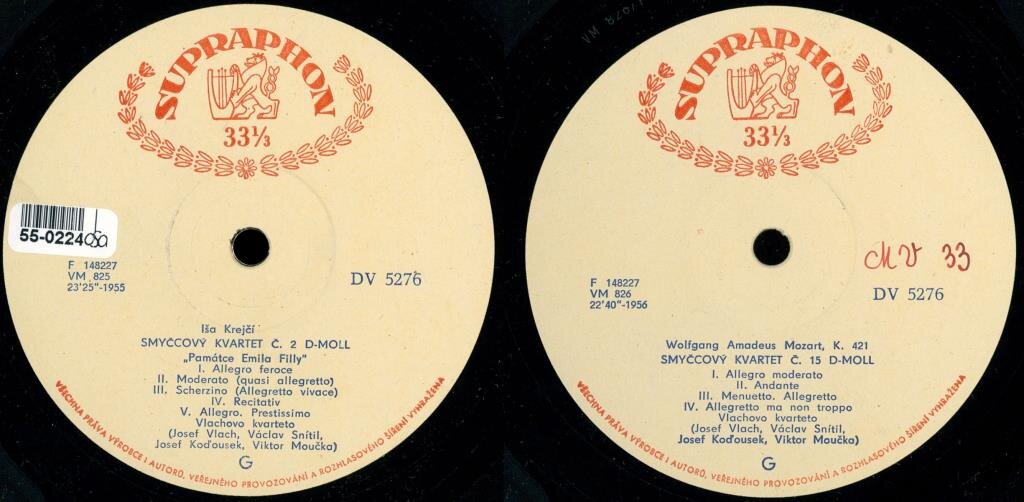 SUPRAPHON
33⅓
55-0224
F 148227
VM 825
23'25"-1955
DV 5276
Iša Krejčí
SMYČCOVÝ KVARTET Č. 2 D-MOLL
„Památce Emila Filly"
I. Allegro feroce
II. Moderato (quasi allegretto)
III. Scherzino (Allegretto vivace)
IV. Recitativ
V. Allegro. Prestissimo
Vlachovo kvarteto
(Josef Vlach, Václav Snítil,
Josef Koďousek, Viktor Moučka)
G
VŠECHNA PRÁVA VÝROBCE I AUTORŮ, VEŘEJNÉHO PROVOZOVÁNÍ A ROZHLASOVÉHO ŠÍŘENÍ VYHRAŽENA
SUPRAPHON
33⅓
MV 33
F 148227
VM 826
22'40"-1956
DV 5276
Wolfgang Amadeus Mozart, K. 421
SMYČCOVÝ KVARTET Č. 15 D-MOLL
I. Allegro moderato
II. Andante
III. Menuetto. Allegretto
IV. Allegretto ma non troppo
Vlachovo kvarteto
(Josef Vlach, Václav Snítil,
Josef Koďousek, Viktor Moučka)
G
VŠECHNA PRÁVA VÝROBCE I AUTORŮ, VEŘEJNÉHO PROVOZOVÁNÍ A ROZHLASOVÉHO ŠÍŘENÍ VYHRAŽENA